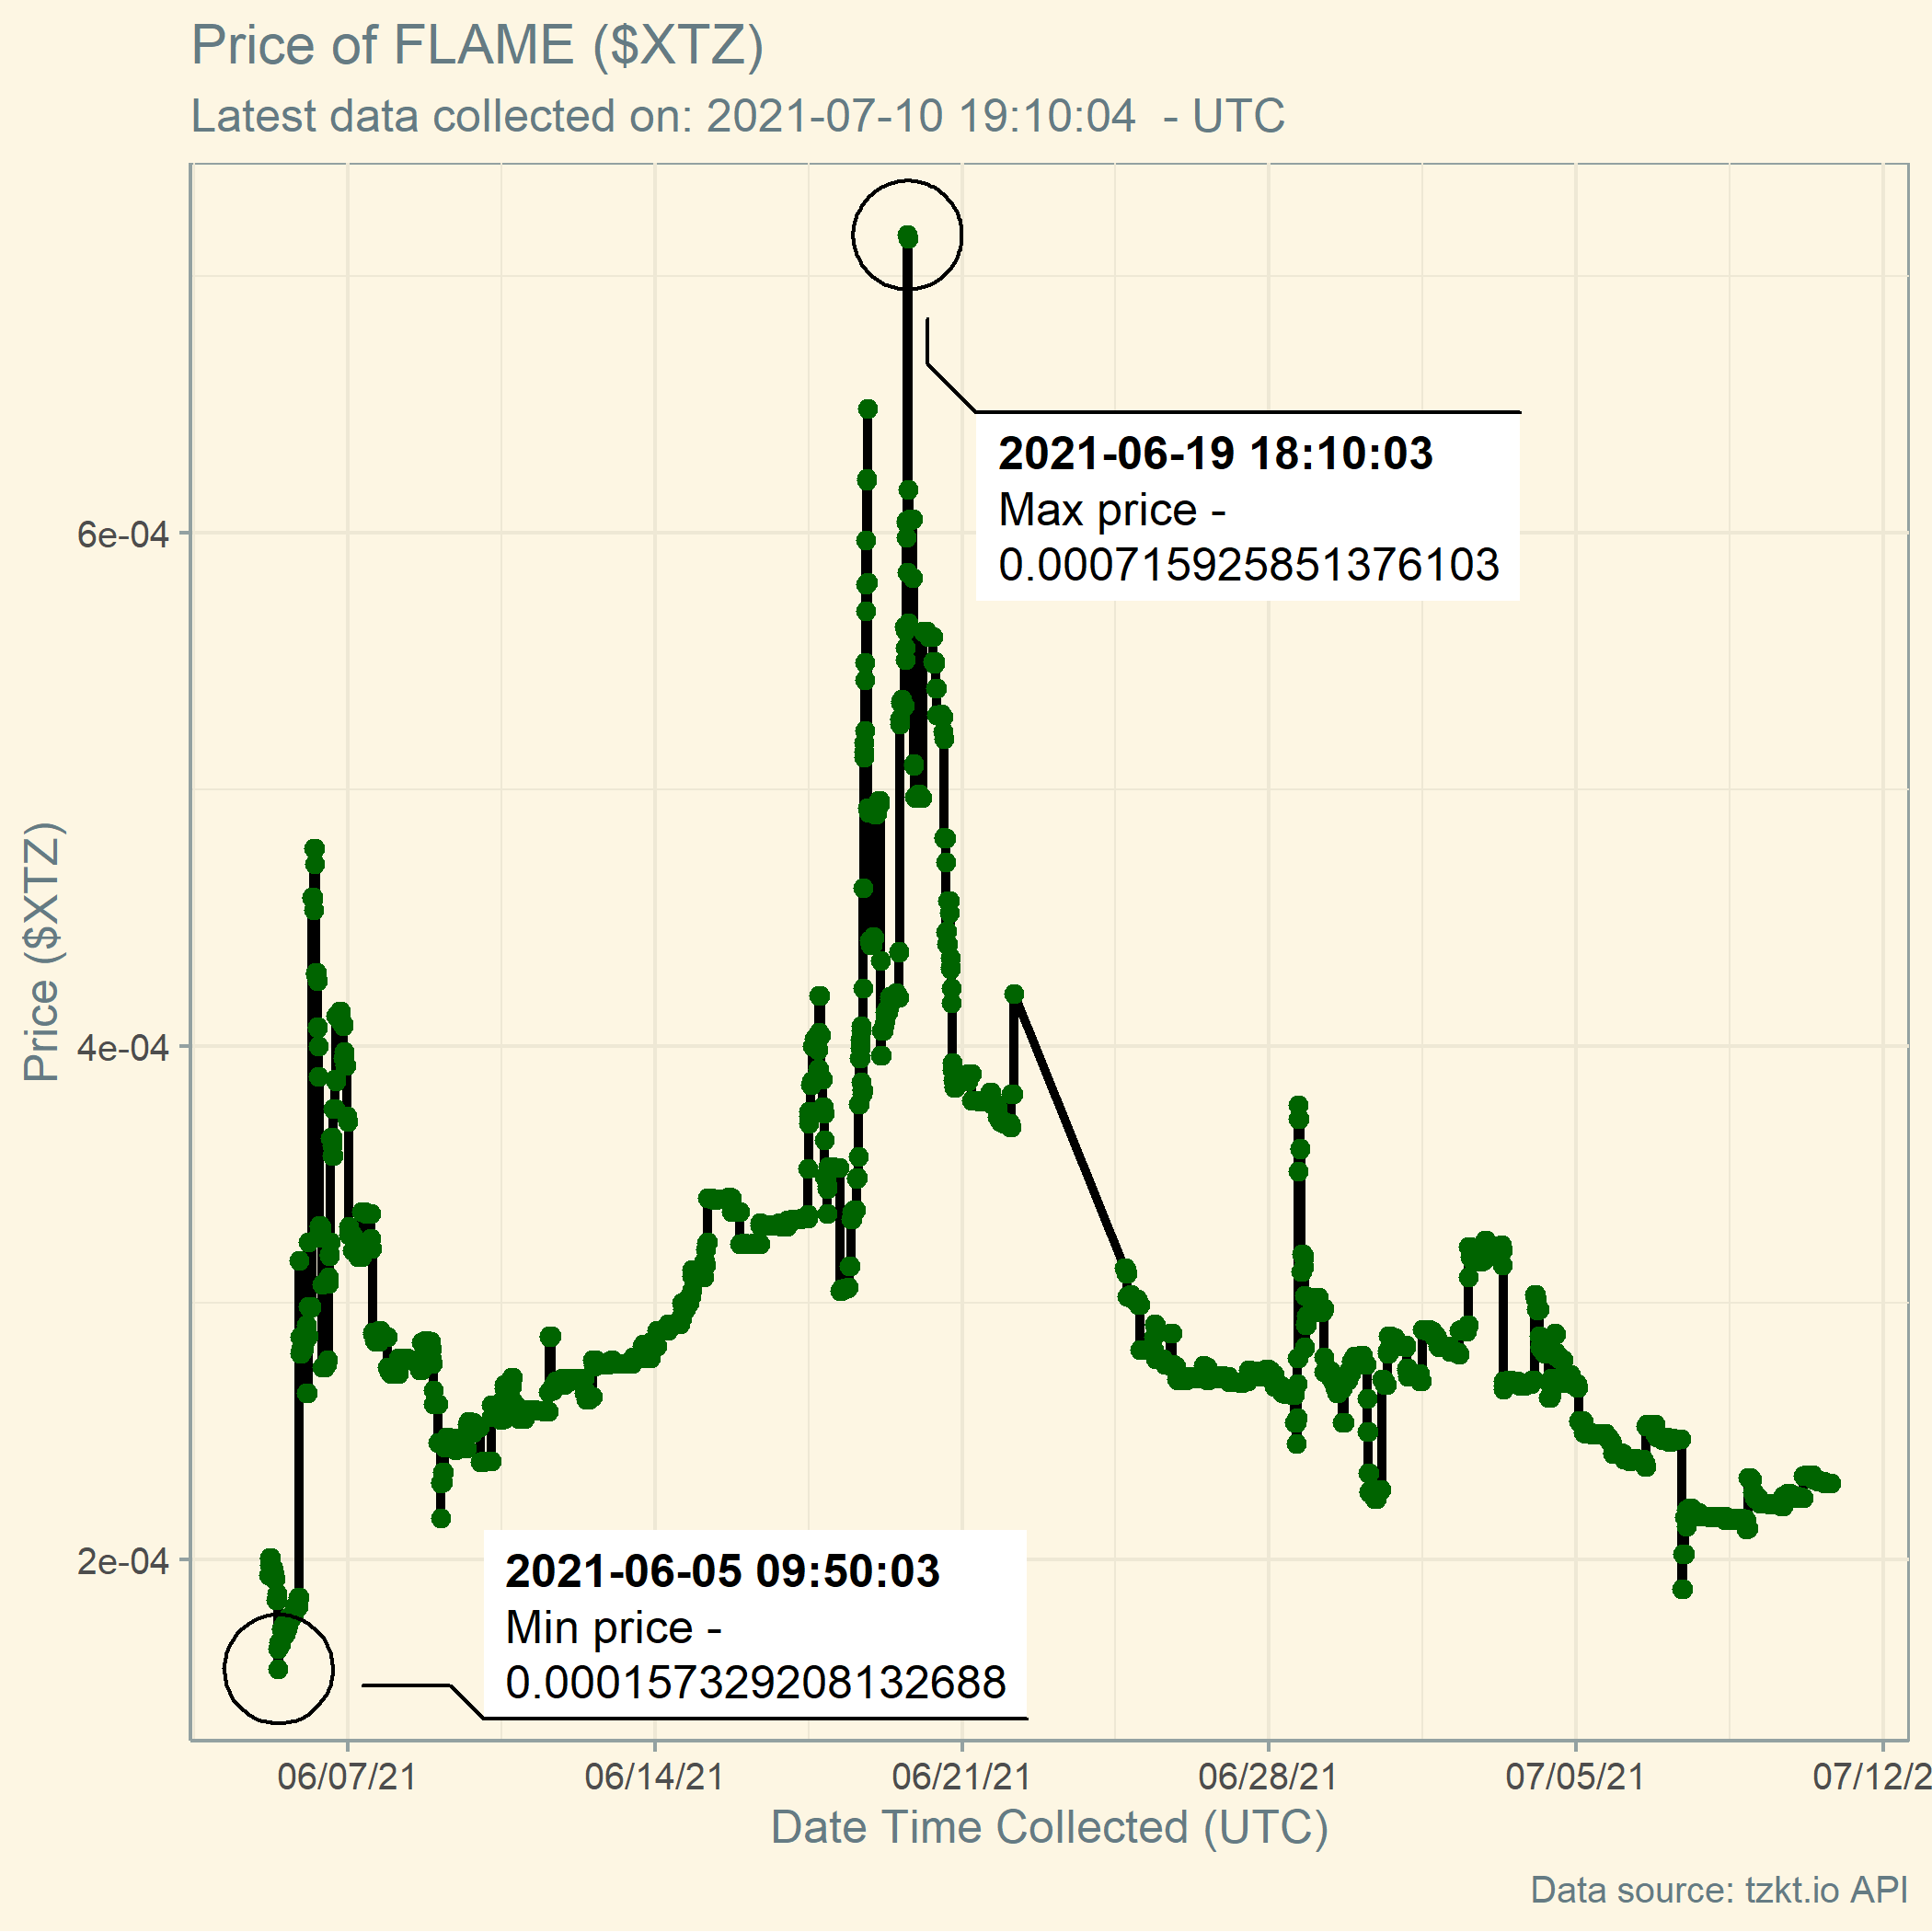 Price of FLAME ($XTZ)
Latest data collected on: 2021-07-10 19:10:04 - UTC
2021-06-19 18:10:03
Max price -
0.000715925851376103
6e-04
4e-04
2e-04
Price ($XTZ)
2021-06-05 09:50:03
Min price -
0.000157329208132688
06/07/21 06/14/21 06/21/21 06/28/21 07/05/21 07/12/2
Date Time Collected (UTC)
Data source: tzkt.io API